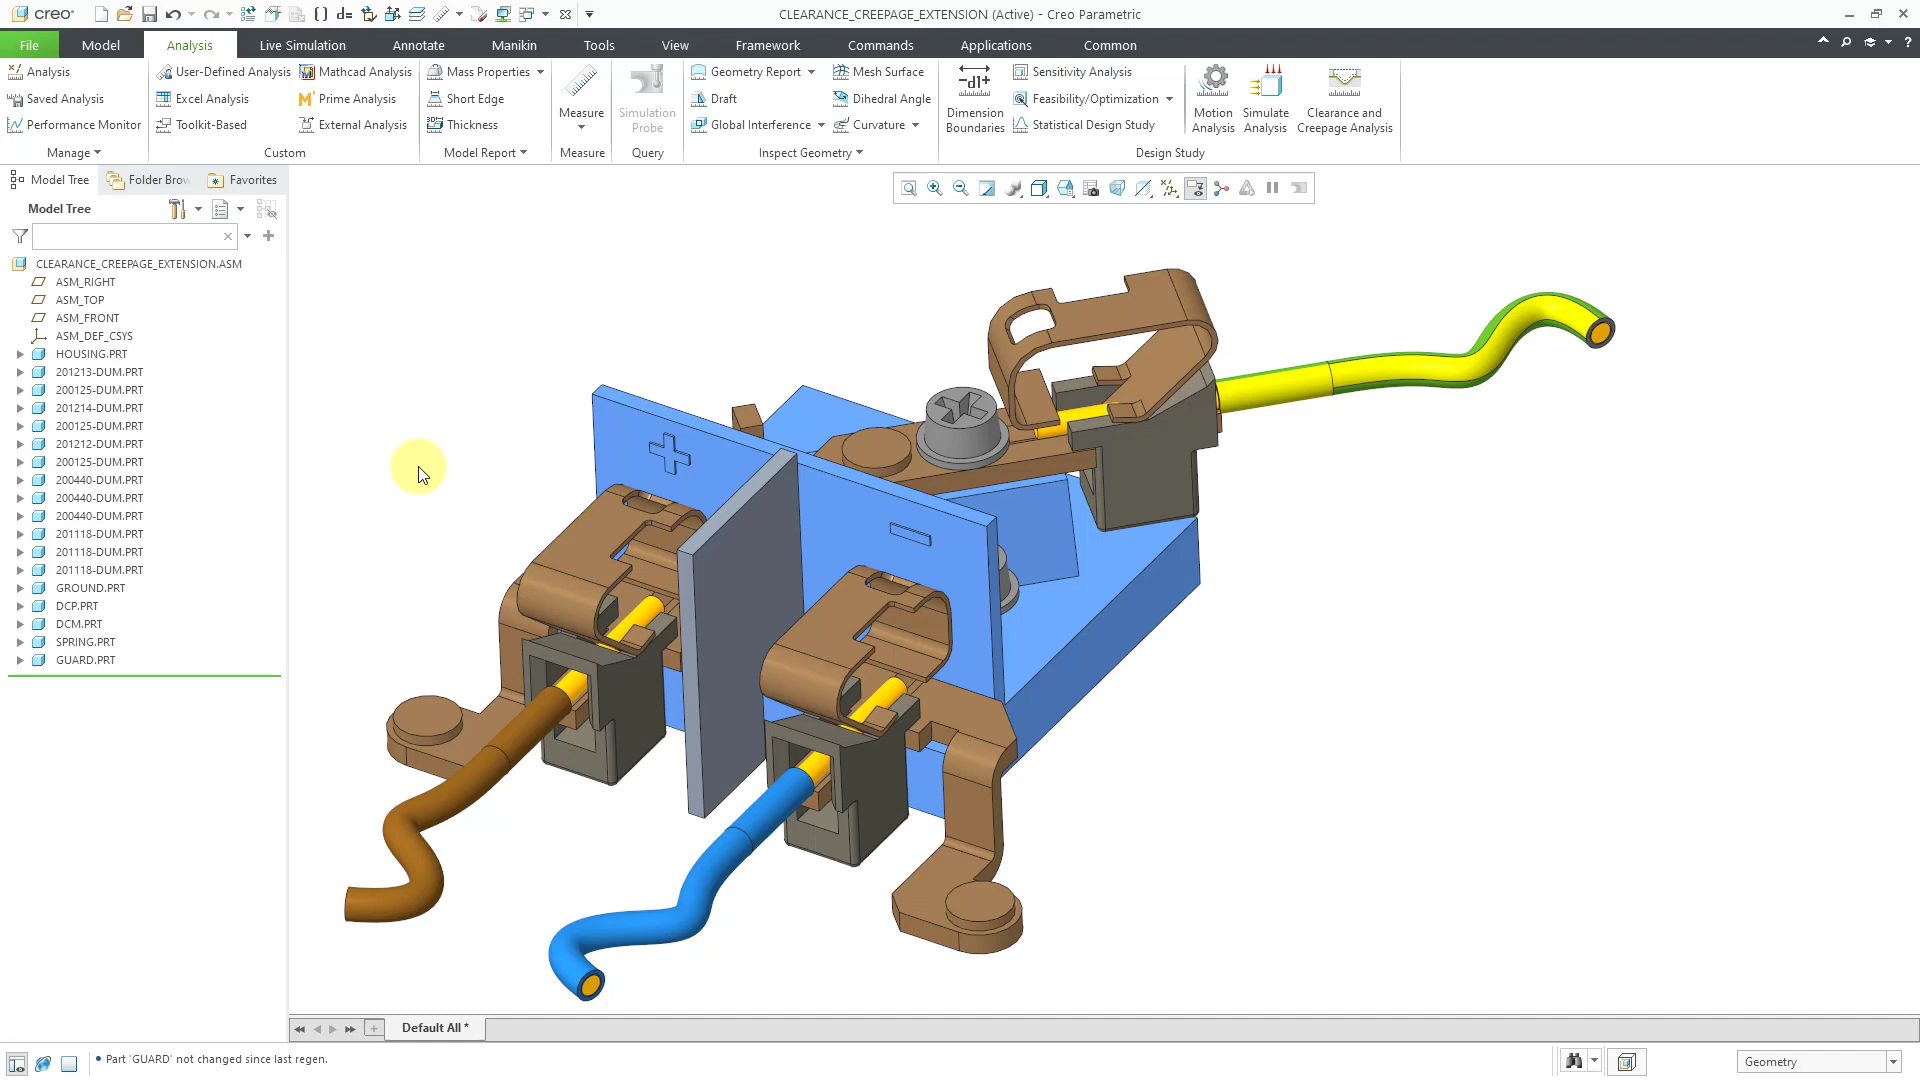 creo
CLEARANCE_CREEPAGE_EXTENSION (Active) - Creo Parametric
File Model Analysis Live Simulation Annotate Manikin Tools View Framework Commands Applications Common
Analysis
Saved Analysis
Performance Monitor
Manage
User-Defined Analysis
Excel Analysis
Toolkit-Based
Mathcad Analysis
Prime Analysis
External Analysis
Custom
Mass Properties
Short Edge
Thickness
Model Report
Measure
Measure
Simulation
Probe
Query
Geometry Report
Draft
Global Interference
Mesh Surface
Dihedral Angle
Curvature
Inspect Geometry
Dimension
Boundaries
Sensitivity Analysis
Feasibility/Optimization
Statistical Design Study
Motion
Analysis
Simulate
Analysis
Clearance and
Creepage Analysis
Design Study
Model Tree
Folder Brow
Favorites
Model Tree
CLEARANCE_CREEPAGE_EXTENSION.ASM
ASM_RIGHT
ASM_TOP
ASM_FRONT
ASM_DEF_CSYS
HOUSING.PRT
201213-DUM.PRT
200125-DUM.PRT
201214-DUM.PRT
200125-DUM.PRT
201212-DUM.PRT
200125-DUM.PRT
200440-DUM.PRT
200440-DUM.PRT
200440-DUM.PRT
201118-DUM.PRT
201118-DUM.PRT
201118-DUM.PRT
GROUND.PRT
DCP.PRT
DCM.PRT
SPRING.PRT
GUARD.PRT
Default All *
Part 'GUARD' not changed since last regen.
Geometry